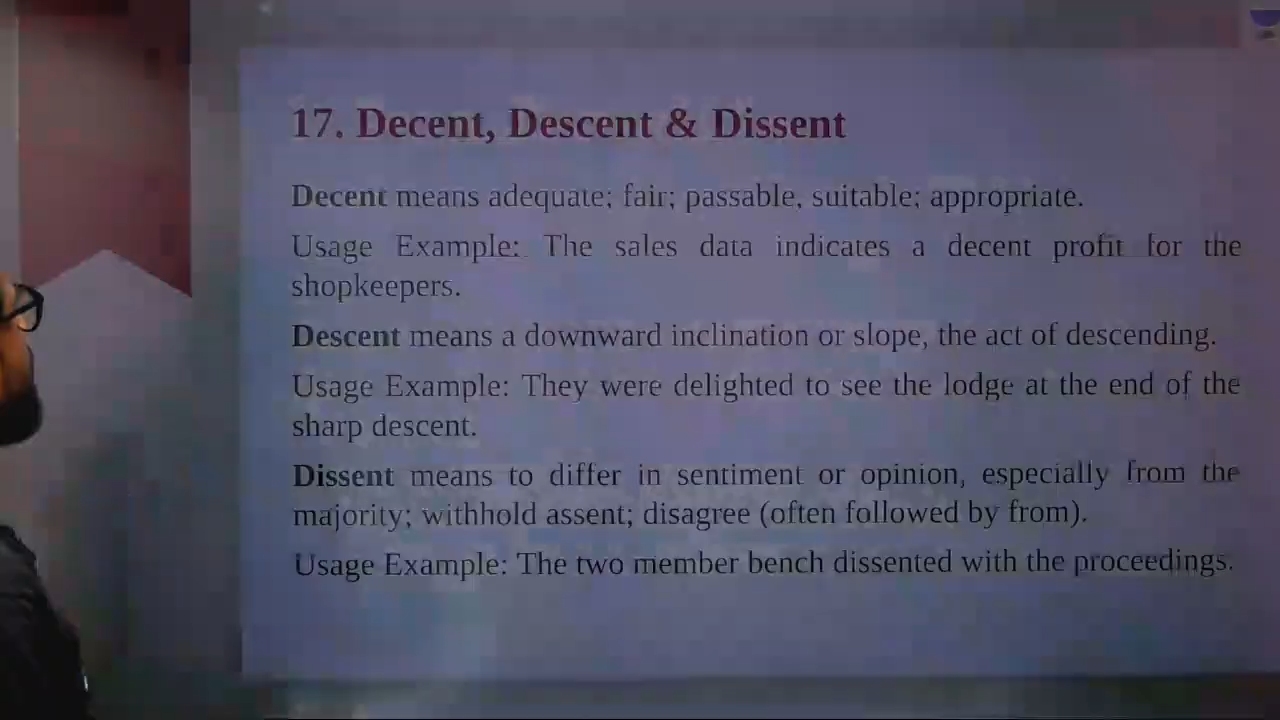 17. Decent, Descent & Dissent
Decent means adequate; fair; passable, suitable; appropriate.
Usage Example: The sales data indicates a decent profit for the
shopkeepers.
Descent means a downward inclination or slope, the act of descending.
Usage Example: They were delighted to see the lodge at the end of the
sharp descent.
Dissent means to differ in sentiment or opinion, especially from the
majority; withhold assent; disagree (often followed by from).
Usage Example: The two member bench dissented with the proceedings.